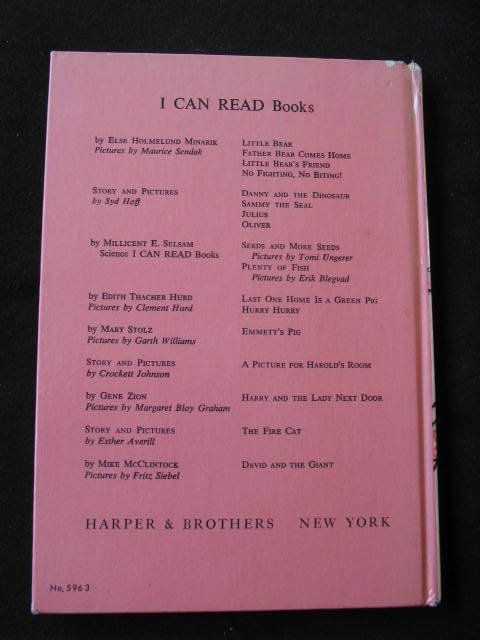 I CAN READ Books
by ELSE HOLMELUND MINARIK
Pictures by Maurice Sendak
LITTLE BEAR
FATHER BEAR COMES HOME
LITTLE BEAR'S FRIEND
NO FIGHTING, NO BITING!
STORY AND PICTURES
by Syd Hoff
DANNY AND THE DINOSAUR
SAMMY THE SEAL
JULIUS
OLIVER
by MILLICENT E. SELSAM
Science I CAN READ Books
SEEDS AND MORE SEEDS
Pictures by Tomi Ungerer
PLENTY OF FISH
Pictures by Erik Blegvad
by EDITH THACHER HURD
Pictures by Clement Hurd
LAST ONE HOME IS A GREEN PIG
HURRY HURRY
by MARY STOLZ
Pictures by Garth Williams
EMMETT'S PIG
STORY AND PICTURES
by Crockett Johnson
A PICTURE FOR HAROLD'S ROOM
by GENE ZION
Pictures by Margaret Bloy Graham
HARRY AND THE LADY NEXT DOOR
STORY AND PICTURES
by Esther Averill
THE FIRE CAT
by MIKE MCCLINTOCK
Pictures by Fritz Siebel
DAVID AND THE GIANT
HARPER & BROTHERS NEW YORK
No. 5963